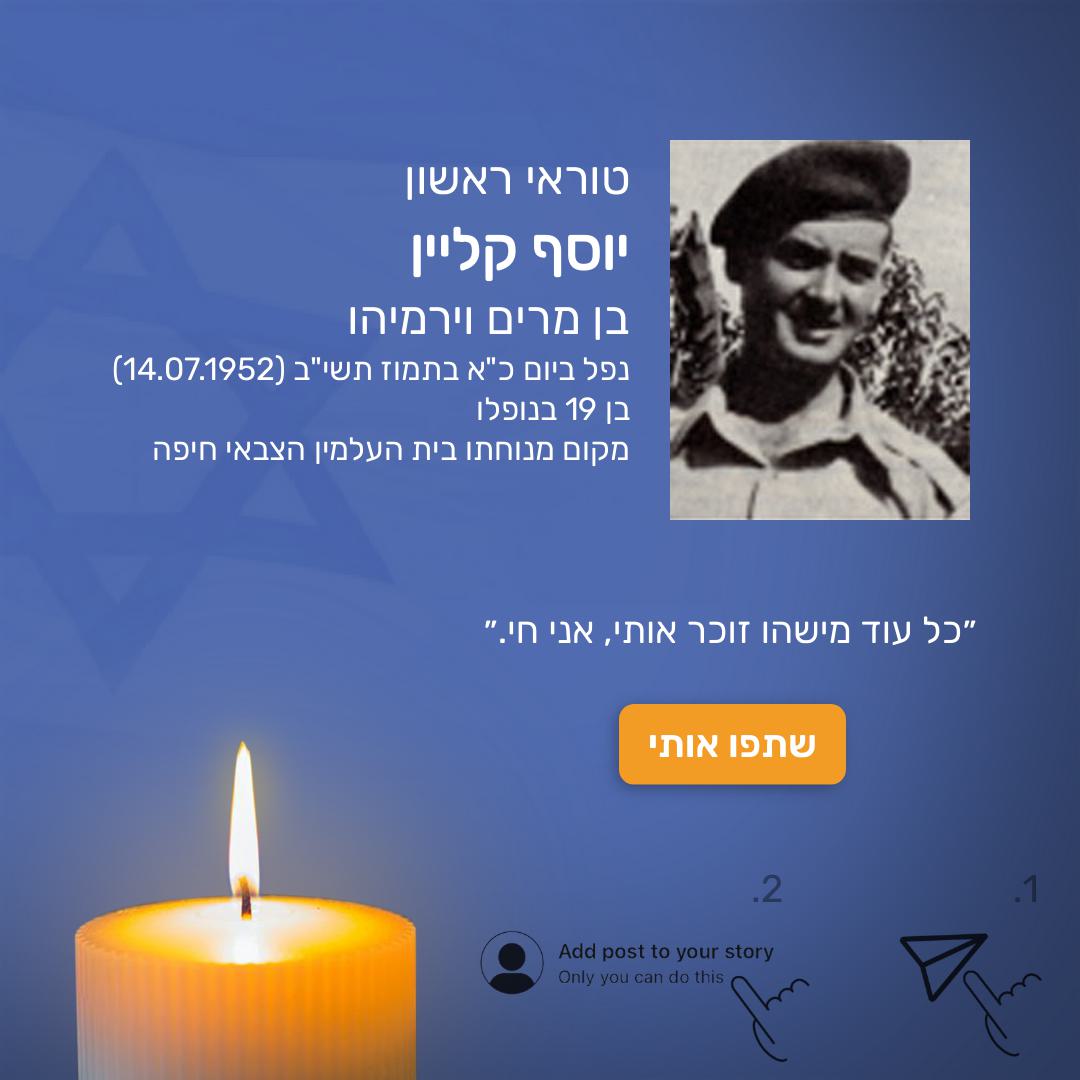 טוראי ראשון
יוסף קליין
בן מרים וירמיהו
נפל ביום כ"א בתמוז תשי"ב (14.07.1952)
בן 19 בנופלו
מקום מנוחתו בית העלמין הצבאי חיפה
״כל עוד מישהו זוכר אותי, אני חי.״
שתפו אותי
.1
.2
Add post to your story
Only you can do this